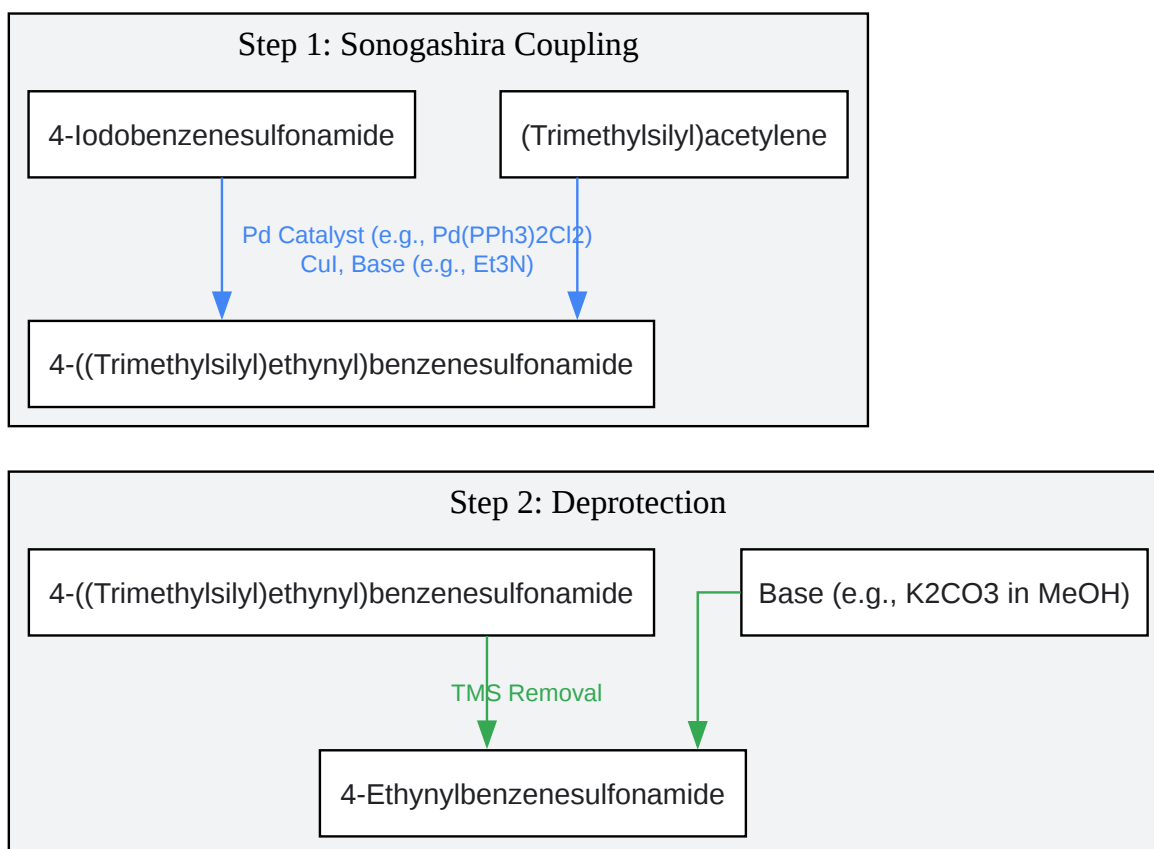 Step 1: Sonogashira Coupling
4-Iodobenzenesulfonamide
(Trimethylsilyl)acetylene
Pd Catalyst (e.g., Pd(PPh3)2Cl2)
CuI, Base (e.g., Et3N)
4-((Trimethylsilyl)ethynyl)benzenesulfonamide
Step 2: Deprotection
4-((Trimethylsilyl)ethynyl)benzenesulfonamide
Base (e.g., K2CO3 in MeOH)
TMS Removal
4-Ethynylbenzenesulfonamide